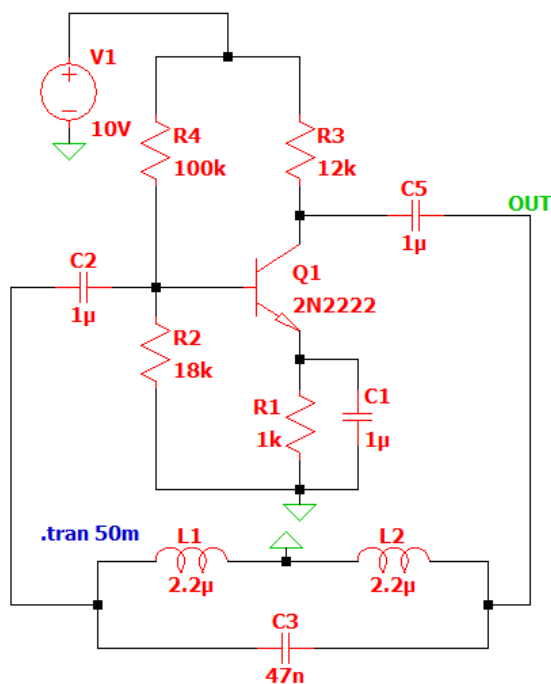 V1
10V
R4
100k
R3
12k
C5
1µ
OUT
C2
1µ
Q1
2N2222
R2
18k
R1
1k
C1
1µ
.tran 50m
L1
2.2µ
L2
2.2µ
C3
47n